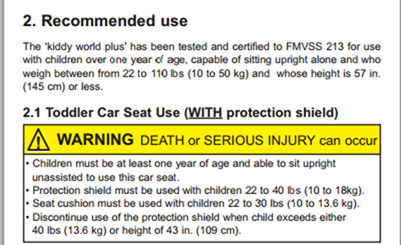 2. Recommended use
The 'kiddy world plus' has been tested and certified to FMVSS 213 for use
with children over one year of age, capable of sitting upright alone and who
weigh between from 22 to 110 lbs (10 to 50 kg) and whose height is 57 in.
(145 cm) or less.
2.1 Toddler Car Seat Use (WITH protection shield)
WARNING DEATH or SERIOUS INJURY can occur
• Children must be at least one year of age and able to sit upright
unassisted to use this car seat.
• Protection shield must be used with children 22 to 40 lbs (10 to 18kg).
• Seat cushion must be used with children 22 to 30 lbs (10 to 13.6 kg).
• Discontinue use of the protection shield when child exceeds either
40 lbs (13.6 kg) or height of 43 in. (109 cm).